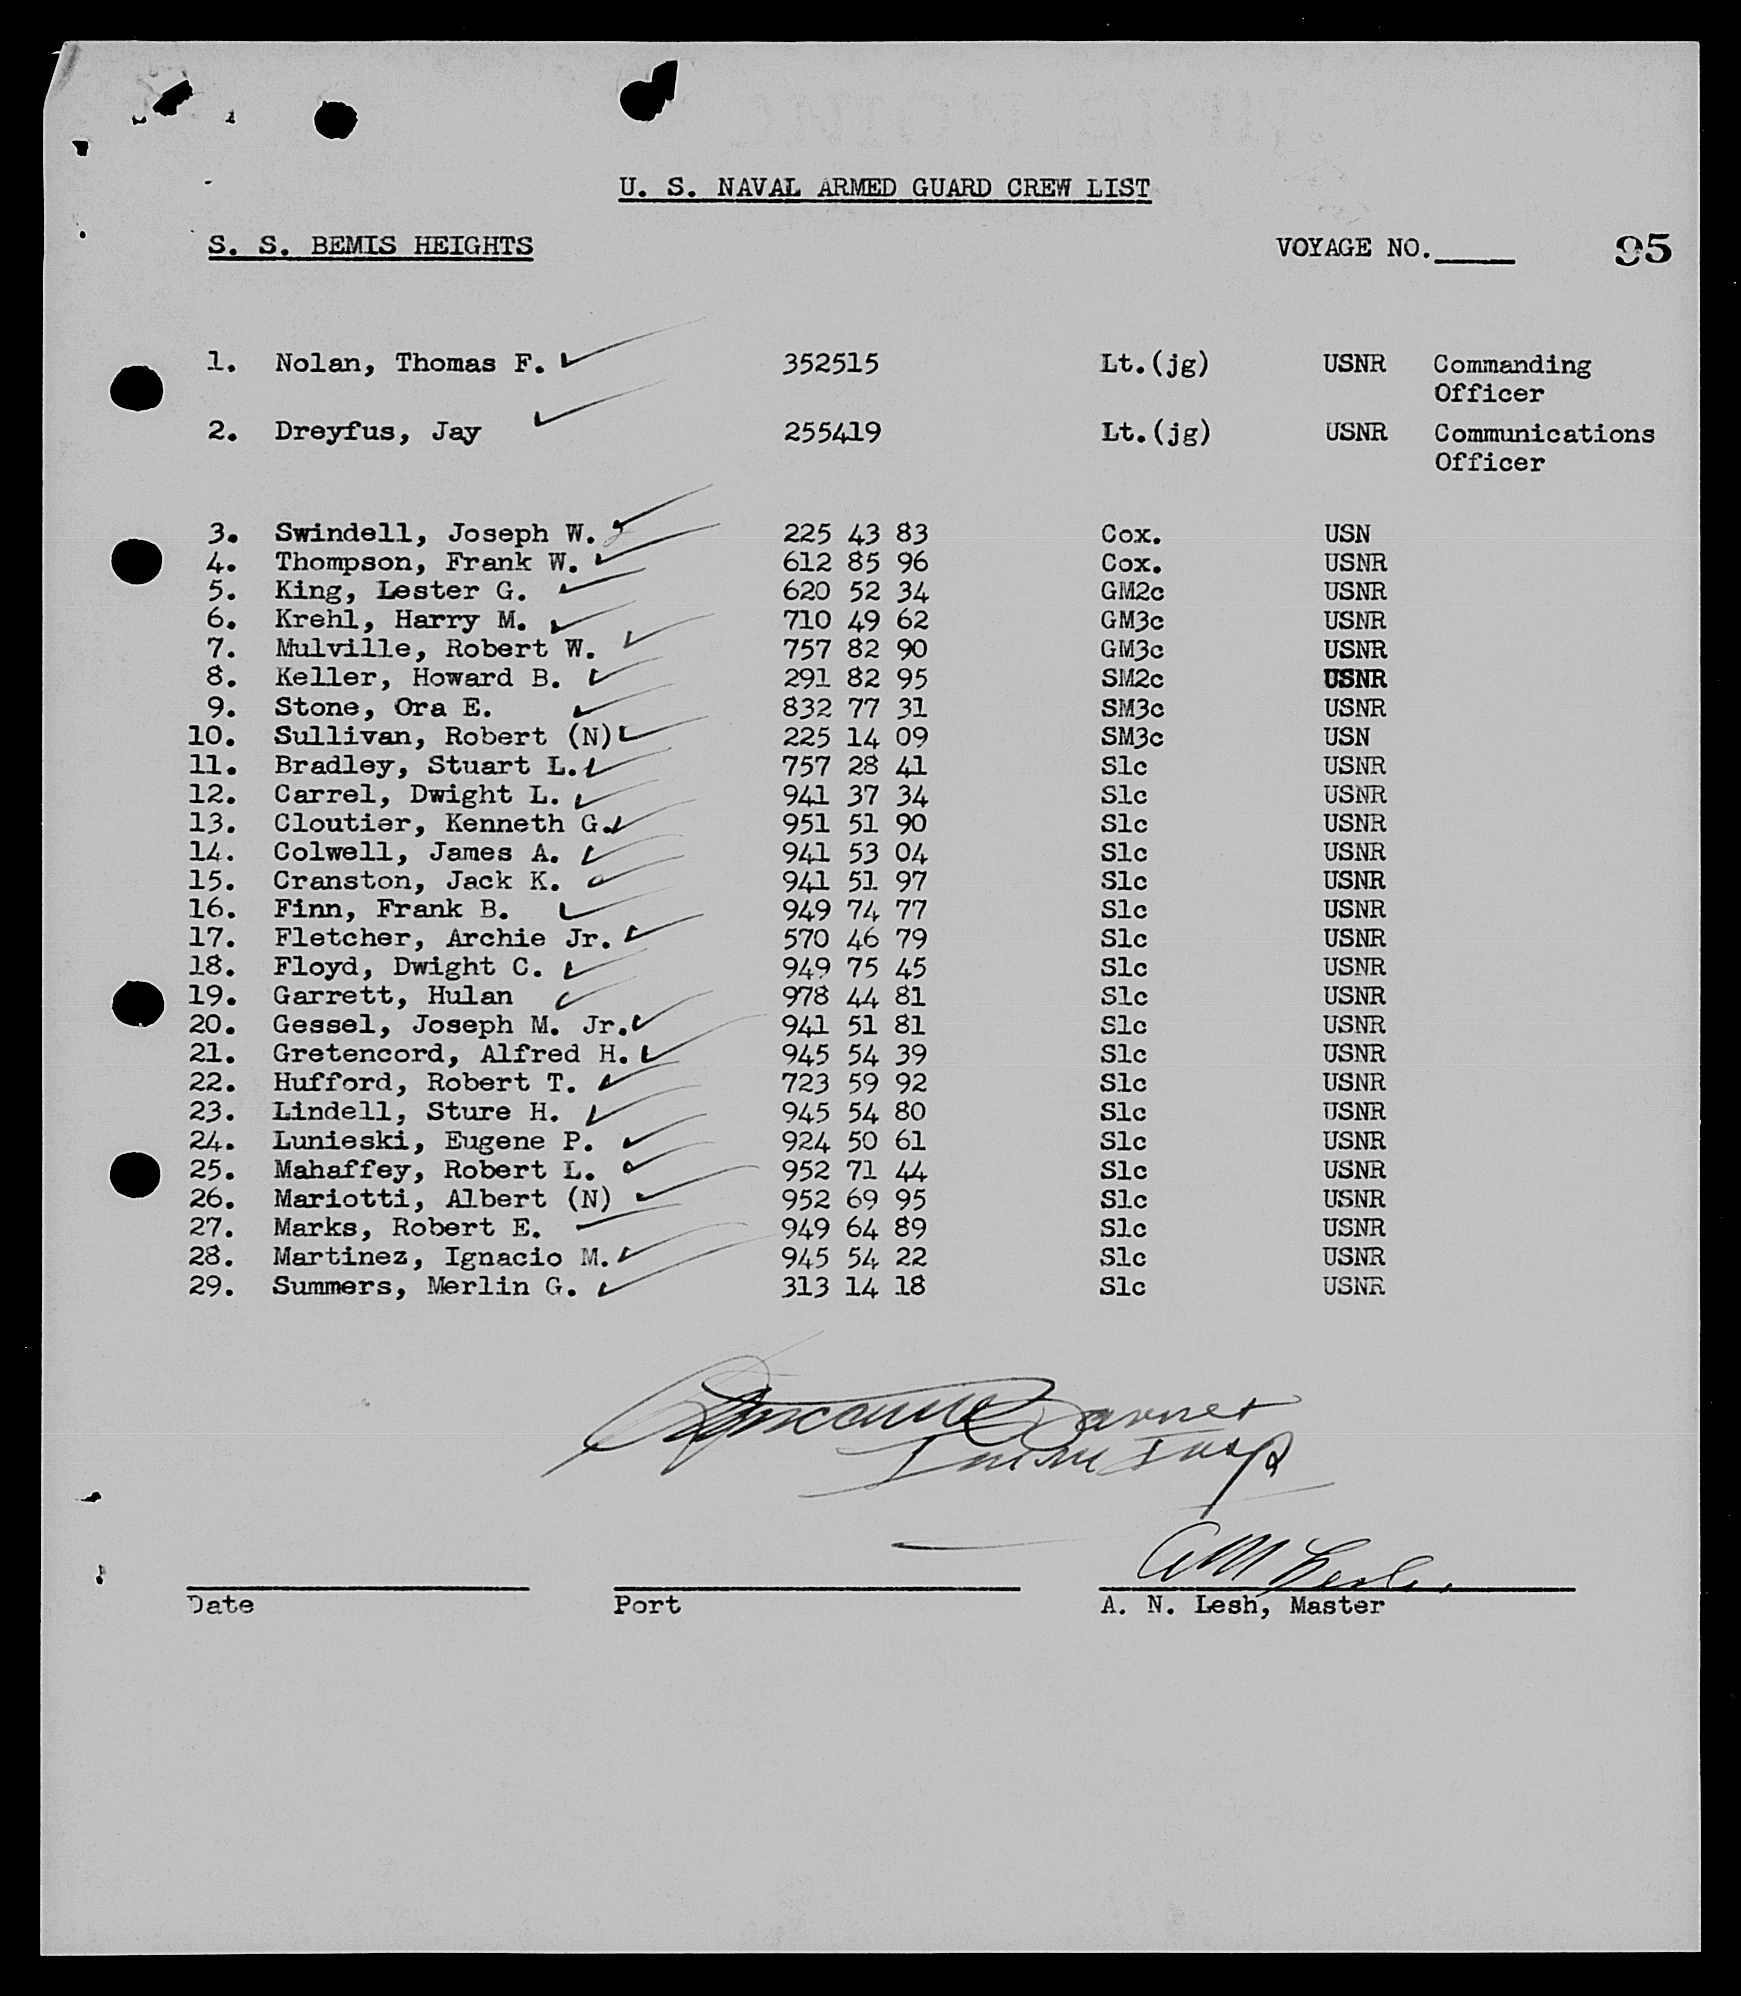 U. S. NAVAL ARMED GUARD CREW LIST
S. S. BEMIS HEIGHTS VOYAGE NO. 95
1. Nolan, Thomas F. 352515 Lt.(jg) USNR Commanding
Officer
2. Dreyfus, Jay 255419 Lt.(jg) USNR Communications
Officer
3. Swindell, Joseph W. 225 43 83 Cox. USN
4. Thompson, Frank W. 612 85 96 Cox. USNR
5. King, Lester G. 620 52 34 GM2c USNR
6. Krehl, Harry M. 710 49 62 GM3c USNR
7. Mulville, Robert W. 757 82 90 GM3c USNR
8. Keller, Howard B. 291 82 95 SM2c USNR
9. Stone, Ora E. 832 77 31 SM3c USNR
10. Sullivan, Robert (N) 225 14 09 SM3c USN
11. Bradley, Stuart L. 757 28 41 S1c USNR
12. Carrel, Dwight L. 941 37 34 S1c USNR
13. Cloutier, Kenneth G. 951 51 90 S1c USNR
14. Colwell, James A. 941 53 04 S1c USNR
15. Cranston, Jack K. 941 51 97 S1c USNR
16. Finn, Frank B. 949 74 77 S1c USNR
17. Fletcher, Archie Jr. 570 46 79 S1c USNR
18. Floyd, Dwight C. 949 75 45 S1c USNR
19. Garrett, Hulan 978 44 81 S1c USNR
20. Gessel, Joseph M. Jr. 941 51 81 S1c USNR
21. Gretencord, Alfred H. 945 54 39 S1c USNR
22. Hufford, Robert T. 723 59 92 S1c USNR
23. Lindell, Sture H. 945 54 80 S1c USNR
24. Lunieski, Eugene P. 924 50 61 S1c USNR
25. Mahaffey, Robert L. 952 71 44 S1c USNR
26. Mariotti, Albert (N) 952 69 95 S1c USNR
27. Marks, Robert E. 949 64 89 S1c USNR
28. Martinez, Ignacio M. 945 54 22 S1c USNR
29. Summers, Merlin G. 313 14 18 S1c USNR
Date Port A. N. Lesh, Master